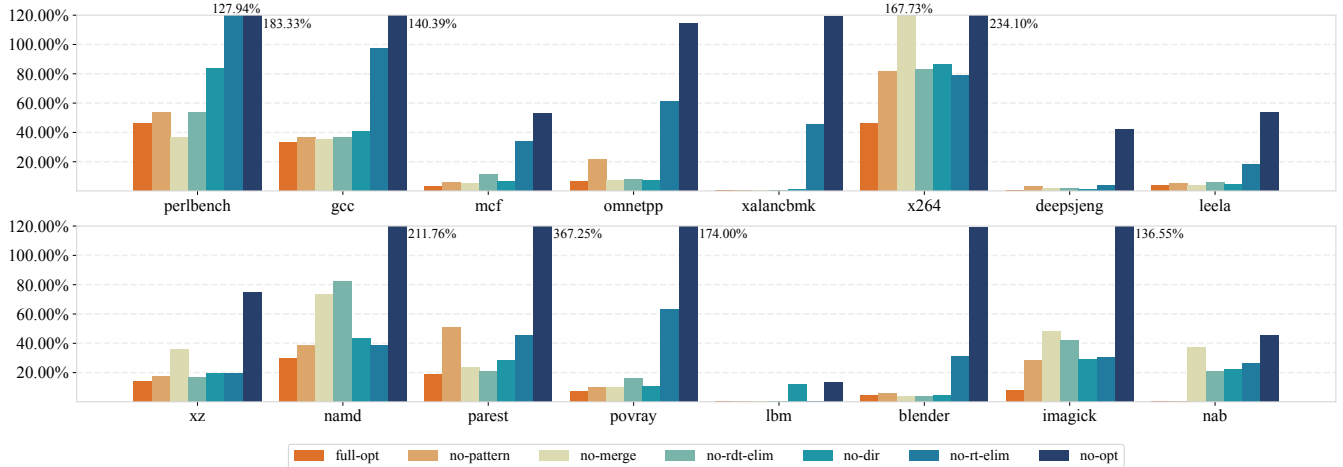 127.94% 167.73%
120.00% 183.33% 140.39% 234.10%
100.00%
80.00%
60.00%
40.00%
20.00%
perlbench gcc mcf omnetpp xalancbmk x264 deepsjeng leela
120.00% 211.76% 367.25% 174.00% 136.55%
100.00%
80.00%
60.00%
40.00%
20.00%
xz namd parest povray lbm blender imagick nab
full-opt no-pattern no-merge no-rdt-elim no-dir no-rt-elim no-opt